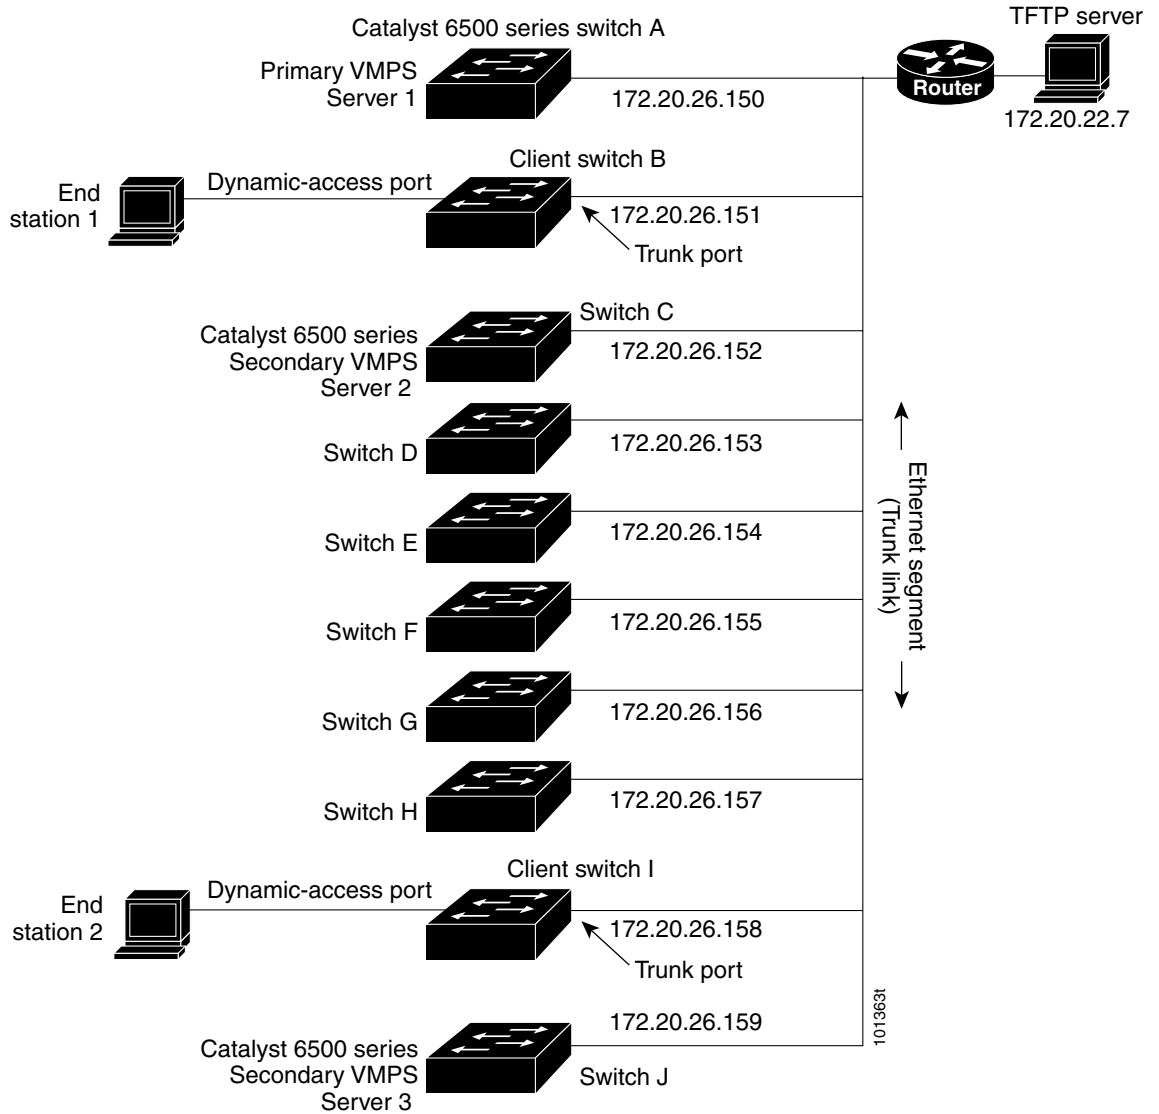 Catalyst 6500 series switch A
TFTP server
Primary VMPS
Server 1
172.20.26.150
Router
172.20.22.7
Client switch B
End
station 1
Dynamic-access port
172.20.26.151
Trunk port
Switch C
Catalyst 6500 series
Secondary VMPS
Server 2
172.20.26.152
Switch D
172.20.26.153
Ethernet segment
(Trunk link)
Switch E
172.20.26.154
Switch F
172.20.26.155
Switch G
172.20.26.156
Switch H
172.20.26.157
Client switch I
End
station 2
Dynamic-access port
172.20.26.158
Trunk port
101363t
172.20.26.159
Catalyst 6500 series
Secondary VMPS
Server 3
Switch J